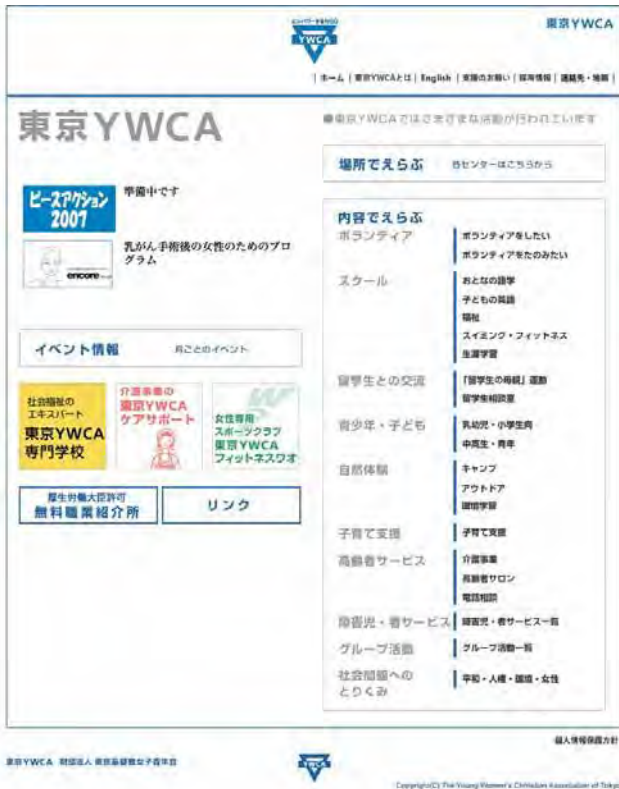 YWCA
東京YWCA
| ホーム | 東京YWCAとは | English | 支援のお願い | 採用情報 | 連絡先・地図 |
東京YWCA
●東京YWCAではさまざまな活動が行われています
場所でえらぶ 各センターはこちらから
ピースアクション
2007
準備中です
encore
乳がん手術後の女性のためのプロ
グラム
イベント情報 月ごとのイベント
社会福祉の
エキスパート
東京YWCA
専門学校
介護事業の
東京YWCA
ケアサポート
女性専用
スポーツクラブ
東京YWCA
フィットネスワオ
厚生労働大臣許可
無料職業紹介所
リンク
内容でえらぶ
ボランティア
ボランティアをしたい
ボランティアをたのみたい
スクール
おとなの語学
子どもの英語
福祉
スイミング・フィットネス
生涯学習
留学生との交流
「留学生の母親」運動
留学生相談室
青少年・子ども
乳幼児・小学生向
中高生・青年
自然体験
キャンプ
アウトドア
環境学習
子育て支援
子育て支援
高齢者サービス
介護事業
高齢者サロン
電話相談
障害児・者サービス
障害児・者サービス一覧
グループ活動
グループ活動一覧
社会問題への
とりくみ
平和・人権・環境・女性
個人情報保護方針
東京YWCA 財団法人 東京基督教女子青年会
YWCA
Copyright(C) The Young Women's Christian Association of Tokyo